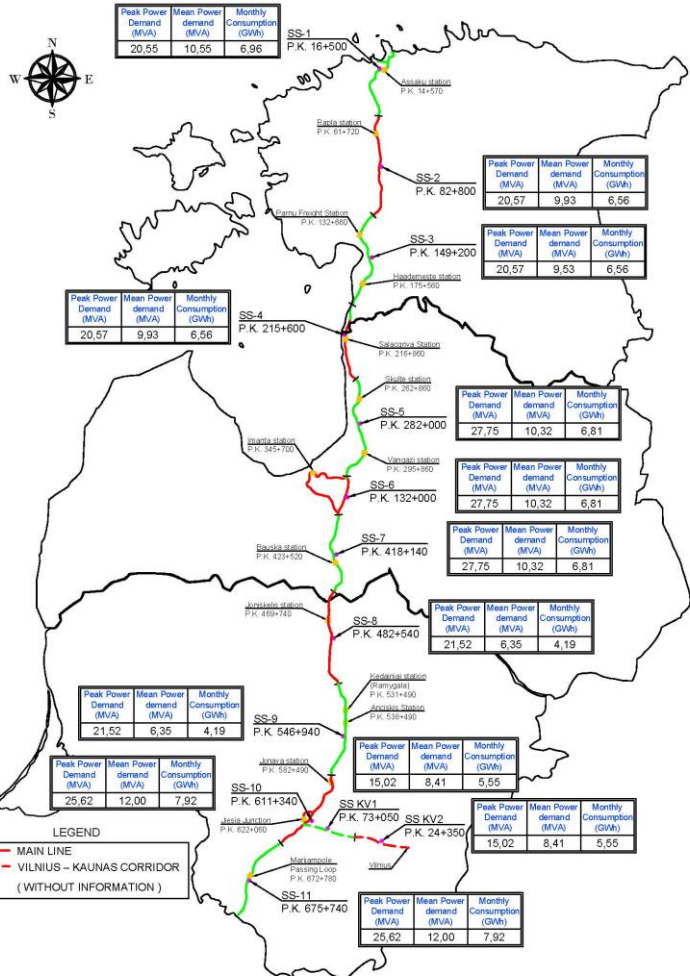 Peak Power Demand (MVA) Mean Power Demand (MVA) Monthly Consumption (GWh)
20,55 10,55 6,96
SS-1
P.K. 16+500
N
W E
S
Assaku station
P.K. 14+570
Rapla station
P.K. 61+720
SS-2
P.K. 82+800
Peak Power Demand (MVA) Mean Power demand (MVA) Monthly Consumption (GWh)
20,57 9,93 6,56
Parnu Freight Station
P.K. 132+660
SS-3
P.K. 149+200
Peak Power Demand (MVA) Mean Power demand (MVA) Monthly Consumption (GWh)
20,57 9,53 6,56
Haademeste station
P.K. 175+560
Peak Power Demand (MVA) Mean Power demand (MVA) Monthly Consumption (GWh)
20,57 9,93 6,56
SS-4
P.K. 215+600
Salacgriva Station
P.K. 216+860
Skulte station
P.K. 262+860
SS-5
P.K. 282+000
Peak Power Demand (MVA) Mean Power demand (MVA) Monthly Consumption (GWh)
27,75 10,32 6,81
Imanta station
P.K. 345+700
Vangazi station
P.K. 295+860
SS-6
P.K. 132+000
Peak Power Demand (MVA) Mean Power demand (MVA) Monthly Consumption (GWh)
27,75 10,32 6,81
SS-7
P.K. 418+140
Peak Power Demand (MVA) Mean Power demand (MVA) Monthly Consumption (GWh)
27,75 10,32 6,81
Bauska station
P.K. 423+520
Joniskelis station
P.K. 469+740
SS-8
P.K. 482+540
Peak Power Demand (MVA) Mean Power demand (MVA) Monthly Consumption (GWh)
21,52 6,35 4,19
Kedainiai station
(Ramygala)
P.K. 531+490
Anciskis Station
P.K. 538+490
Peak Power Demand (MVA) Mean Power demand (MVA) Monthly Consumption (GWh)
21,52 6,35 4,19
SS-9
P.K. 546+940
Jonava station
P.K. 582+490
Peak Power Demand (MVA) Mean Power demand (MVA) Monthly Consumption (GWh)
15,02 8,41 5,55
Peak Power Demand (MVA) Mean Power demand (MVA) Monthly Consumption (GWh)
25,62 12,00 7,92
SS-10
P.K. 611+340
SS KV1
P.K. 73+050
Jiesia Junction
P.K. 622+060
SS KV2
P.K. 24+350
Peak Power Demand (MVA) Mean Power demand (MVA) Monthly Consumption (GWh)
15,02 8,41 5,55
Vilnius
LEGEND
MAIN LINE
VILNIUS – KAUNAS CORRIDOR
( WITHOUT INFORMATION )
Marijampole
Passing Loop
P.K. 672+780
SS-11
P.K. 675+740
Peak Power Demand (MVA) Mean Power demand (MVA) Monthly Consumption (GWh)
25,62 12,00 7,92